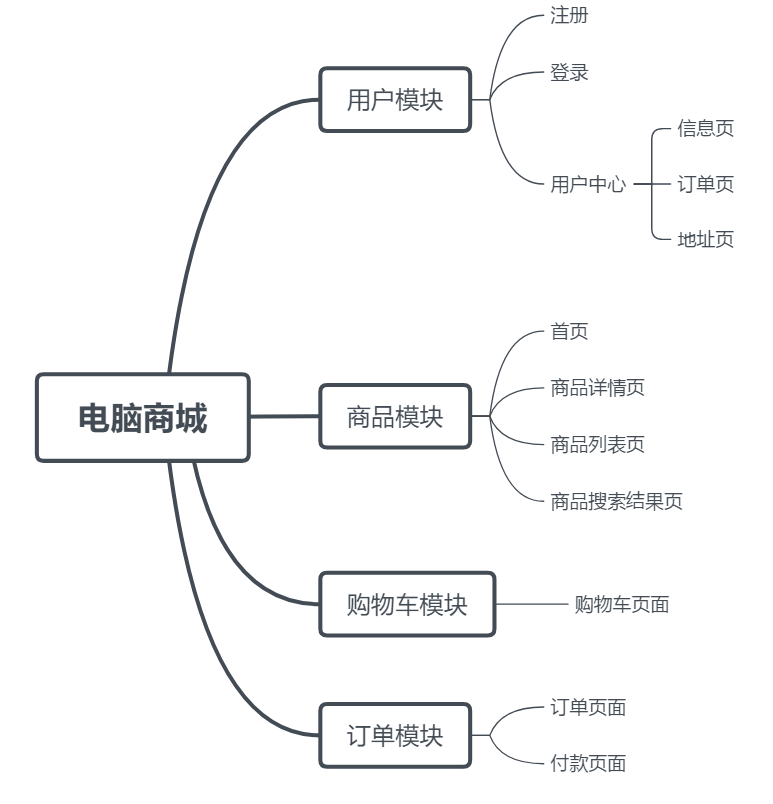 电脑商城
用户模块
注册
登录
用户中心
信息页
订单页
地址页
商品模块
首页
商品详情页
商品列表页
商品搜索结果页
购物车模块
购物车页面
订单模块
订单页面
付款页面